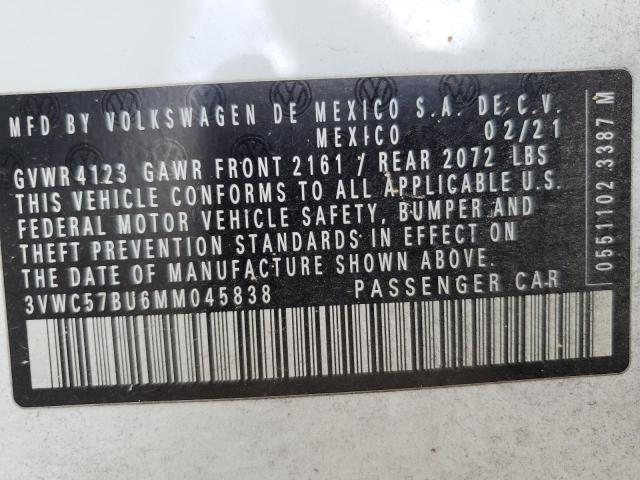 MFD BY VOLKSWAGEN DE MEXICO S.A. DE C.V.
MEXICO 02/21
GVWR 4123 GAWR FRONT 2161 / REAR 2072 LBS
THIS VEHICLE CONFORMS TO ALL APPLICABLE U.S.
FEDERAL MOTOR VEHICLE SAFETY, BUMPER AND
THEFT PREVENTION STANDARDS IN EFFECT ON
THE DATE OF MANUFACTURE SHOWN ABOVE.
3VWC57BU6MM045838 PASSENGER CAR
0551102 3387 M